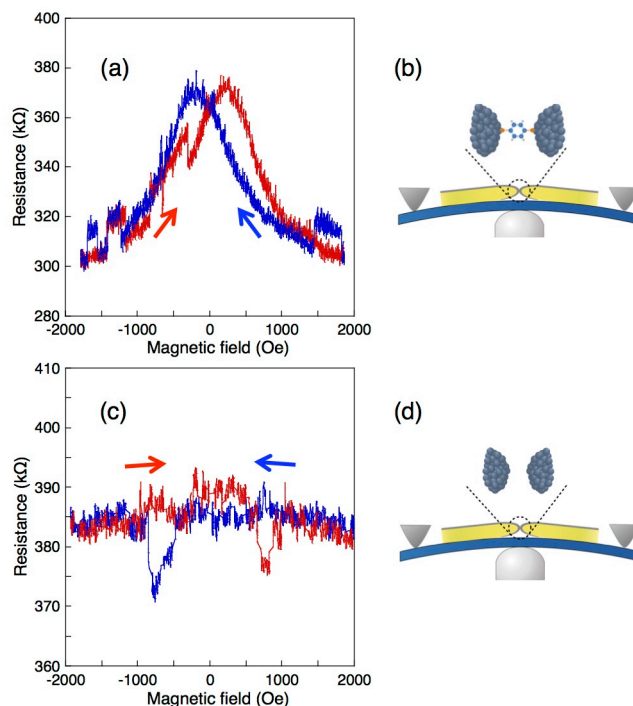 400
(a)
(b)
380
360
340
320
300
280
Resistance (kΩ)
-2000 -1000 0 1000 2000
Magnetic field (Oe)
410
(c)
(d)
400
390
380
370
360
Resistance (kΩ)
-2000 -1000 0 1000 2000
Magnetic field (Oe)